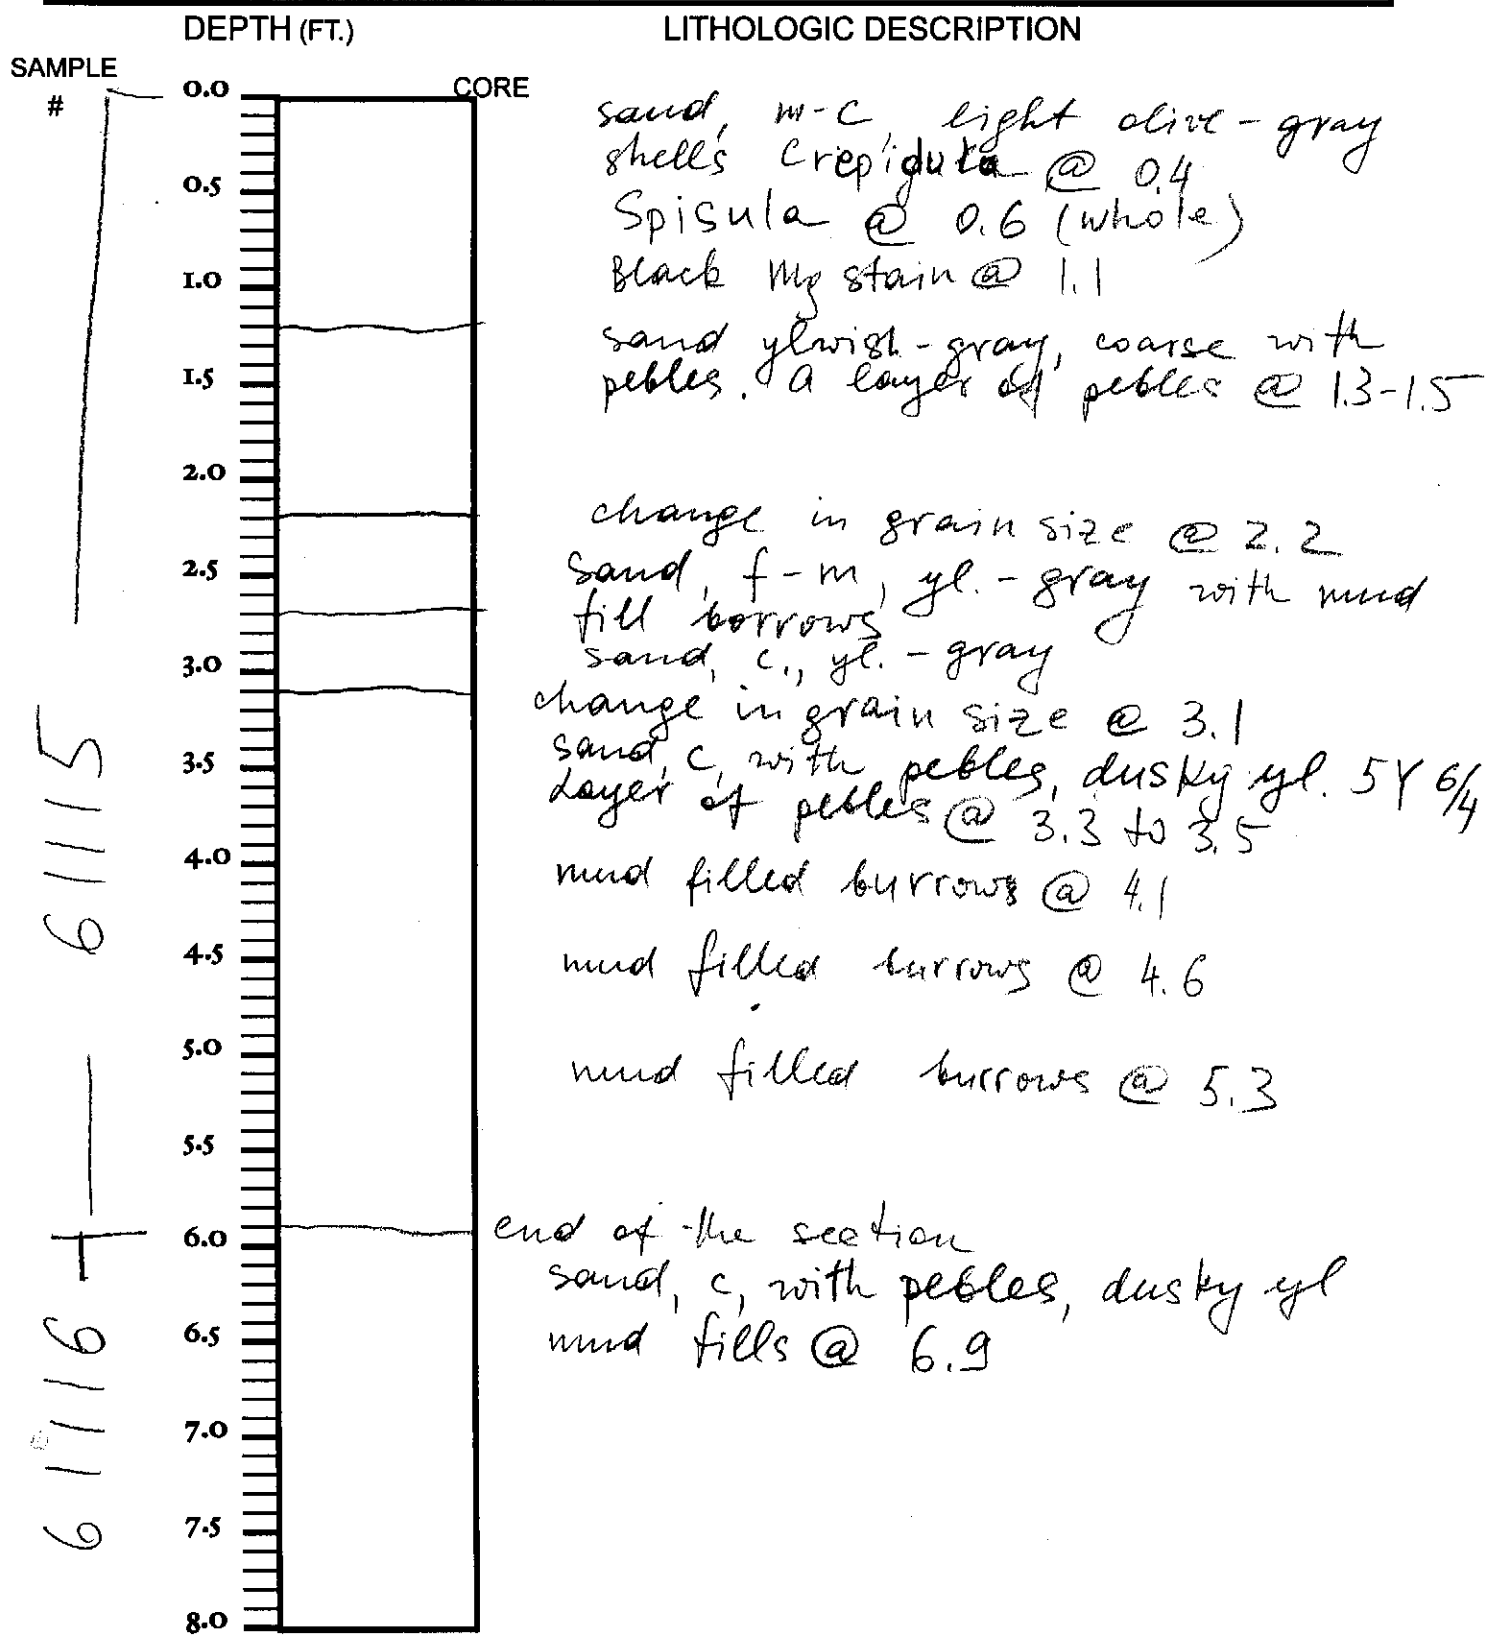 DEPTH (FT.) LITHOLOGIC DESCRIPTION
SAMPLE
#
CORE
0.0
0.5
1.0
1.5
2.0
2.5
3.0
3.5
4.0
4.5
5.0
5.5
6.0
6.5
7.0
7.5
8.0
61115
61116
sand, m-c, light olive-gray
shells Crepidula @ 0.4
Spisula @ 0.6 (whole)
Black Mg stain @ 1.1
sand ylwish-gray, coarse with
pebles. a layer of pebles @ 1.3-1.5
change in grain size @ 2.2
Sand, f-m, yl.-gray with mud
fill borrows
sand, c., yl.-gray
change in grain size @ 3.1
sand, c, with pebles, dusky yl. 5Y 6/4
Layer of pebles @ 3.3 to 3.5
mud filled burrows @ 4.1
mud filled burrows @ 4.6
mud filled burrows @ 5.3
end of the section
sand, c, with pebles, dusky yl
mud fills @ 6.9